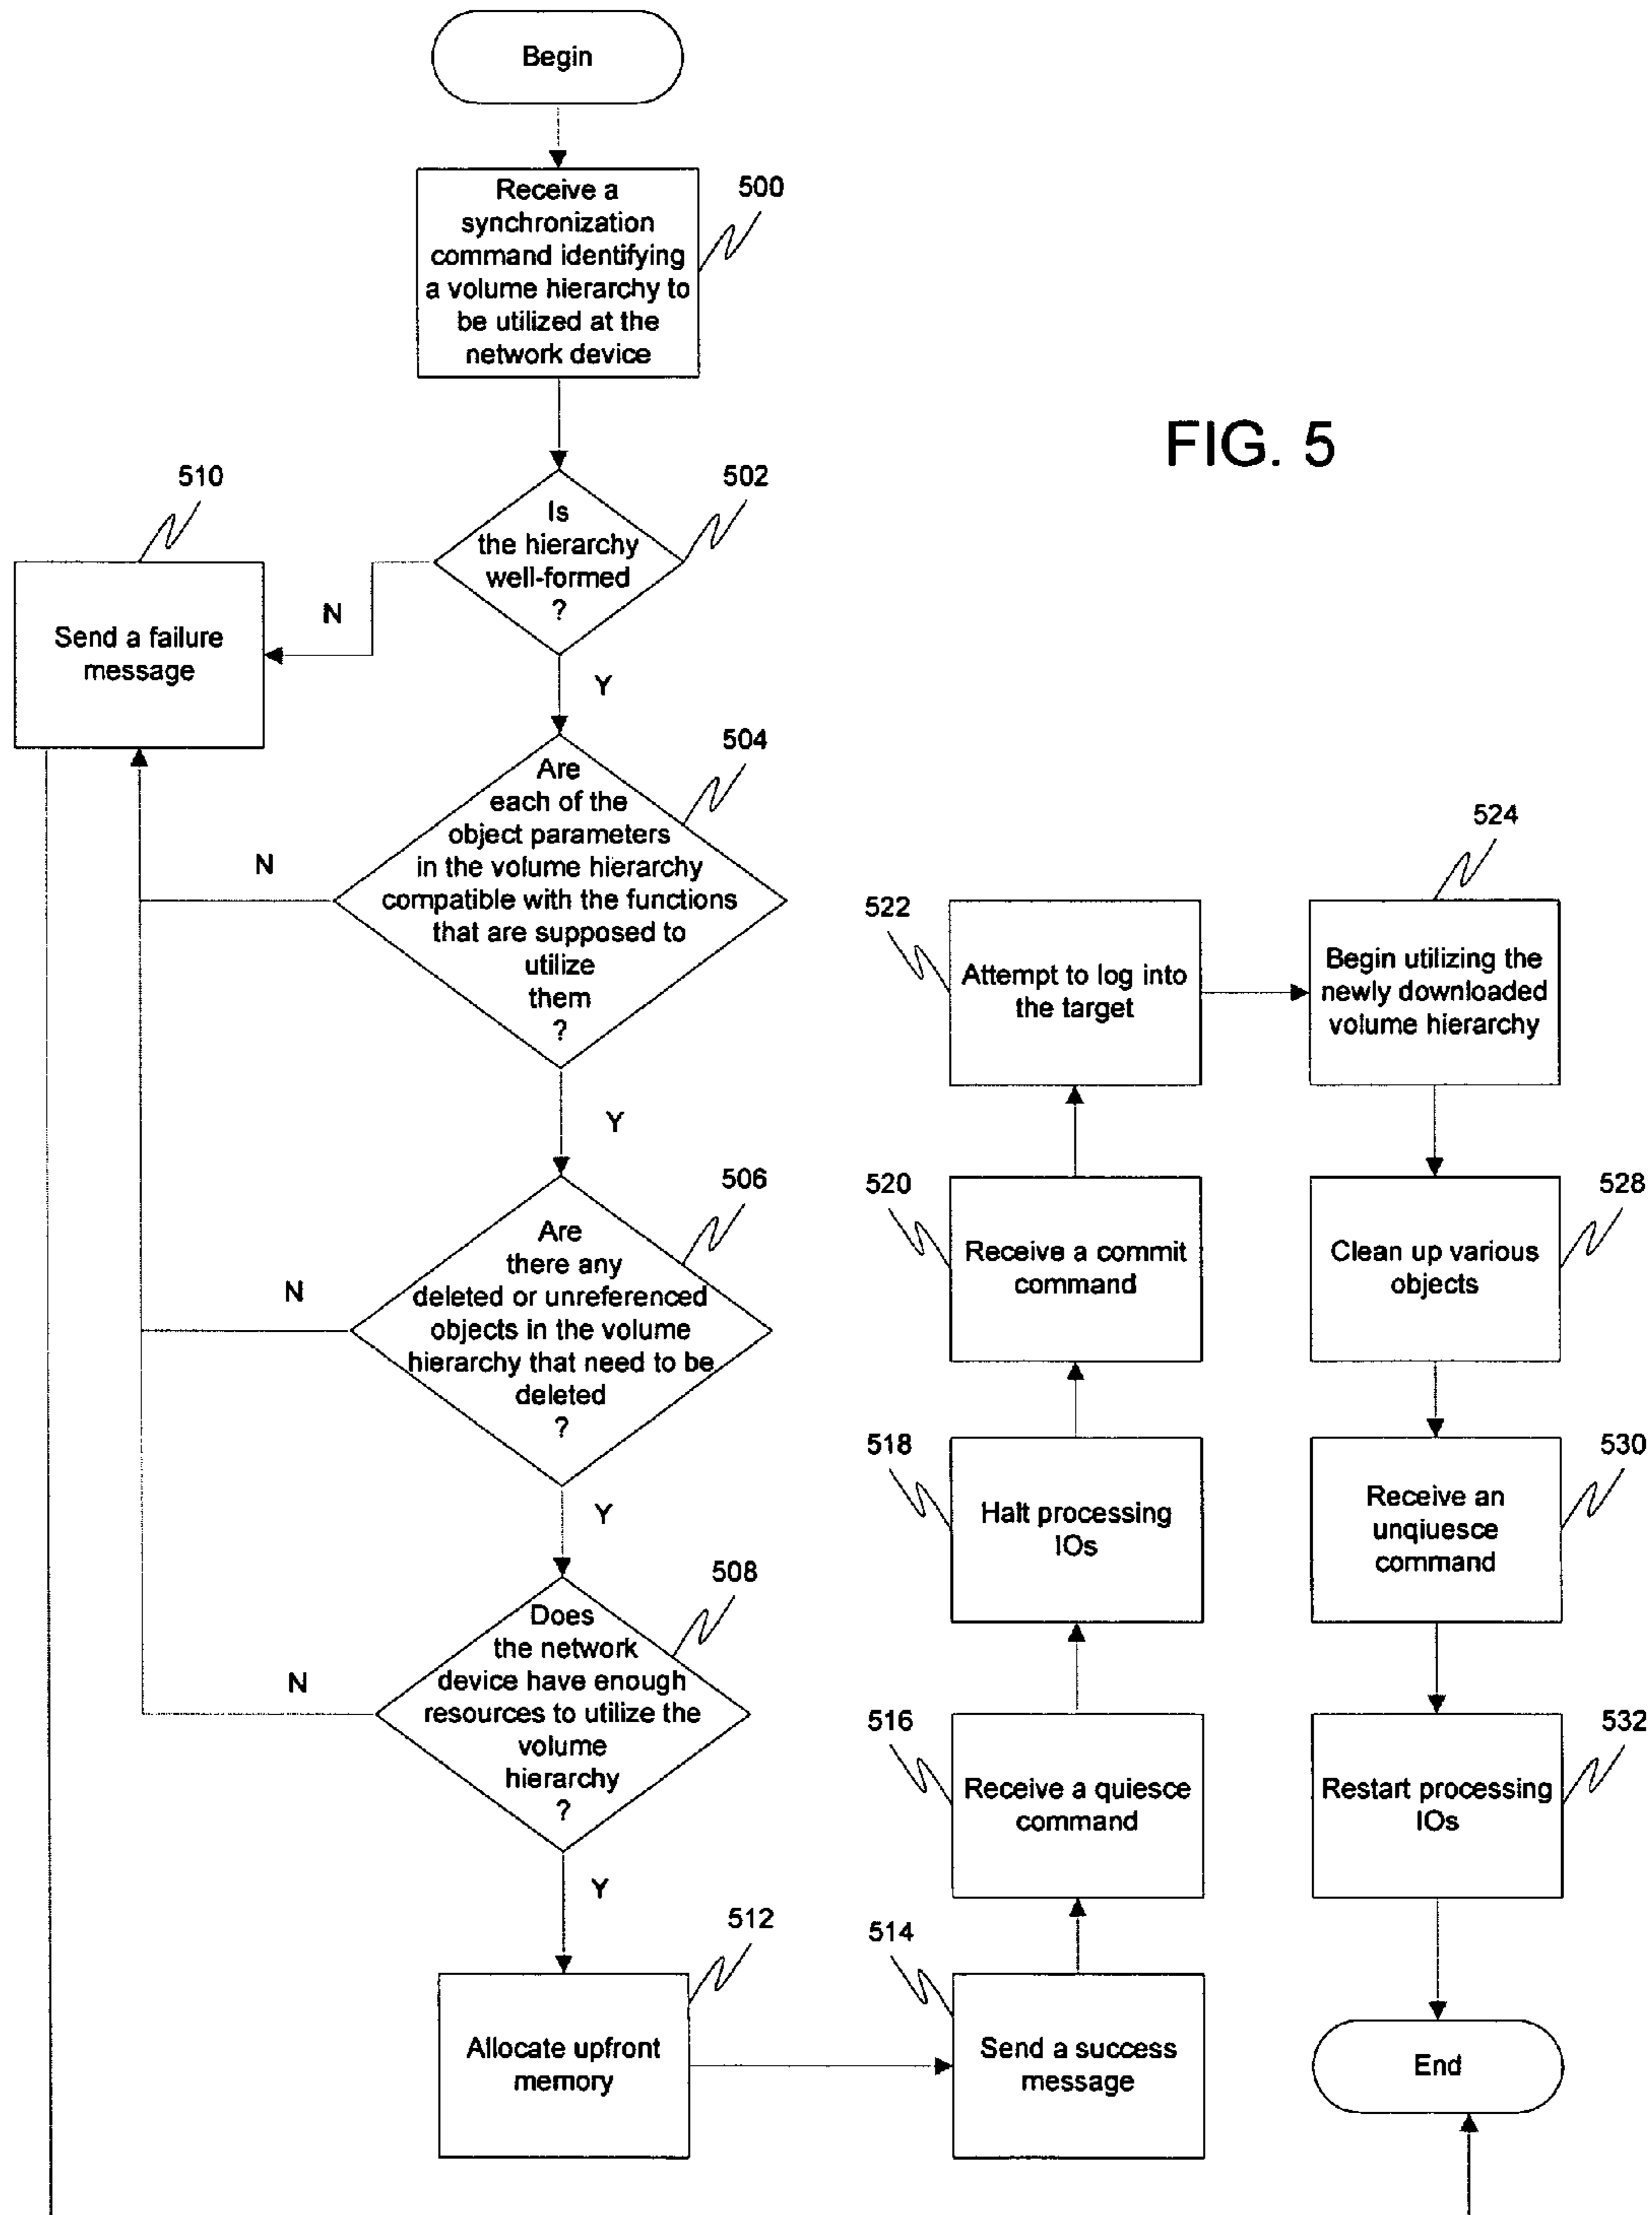 Begin
Receive a
synchronization
command identifying
a volume hierarchy to
be utilized at the
network device
500
FIG. 5
510
502
Is
the hierarchy
well-formed
?
N
Send a failure
message
Y
504
Are
each of the
object parameters
in the volume hierarchy
compatible with the functions
that are supposed to
utilize
them
?
N
Y
506
Are
there any
deleted or unreferenced
objects in the volume
hierarchy that need to be
deleted
?
N
Y
508
Does
the network
device have enough
resources to utilize the
volume
hierarchy
?
N
Y
512
Allocate upfront
memory
514
Send a success
message
516
Receive a quiesce
command
518
Halt processing
IOs
520
Receive a commit
command
522
Attempt to log into
the target
524
Begin utilizing the
newly downloaded
volume hierarchy
528
Clean up various
objects
530
Receive an
unqiuesce
command
532
Restart processing
IOs
End